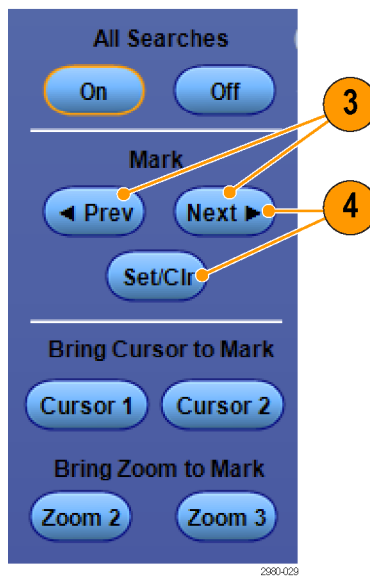 All Searches
On Off
3
Mark
◄ Prev Next ►
4
Set/Clr
Bring Cursor to Mark
Cursor 1 Cursor 2
Bring Zoom to Mark
Zoom 2 Zoom 3
2980-029